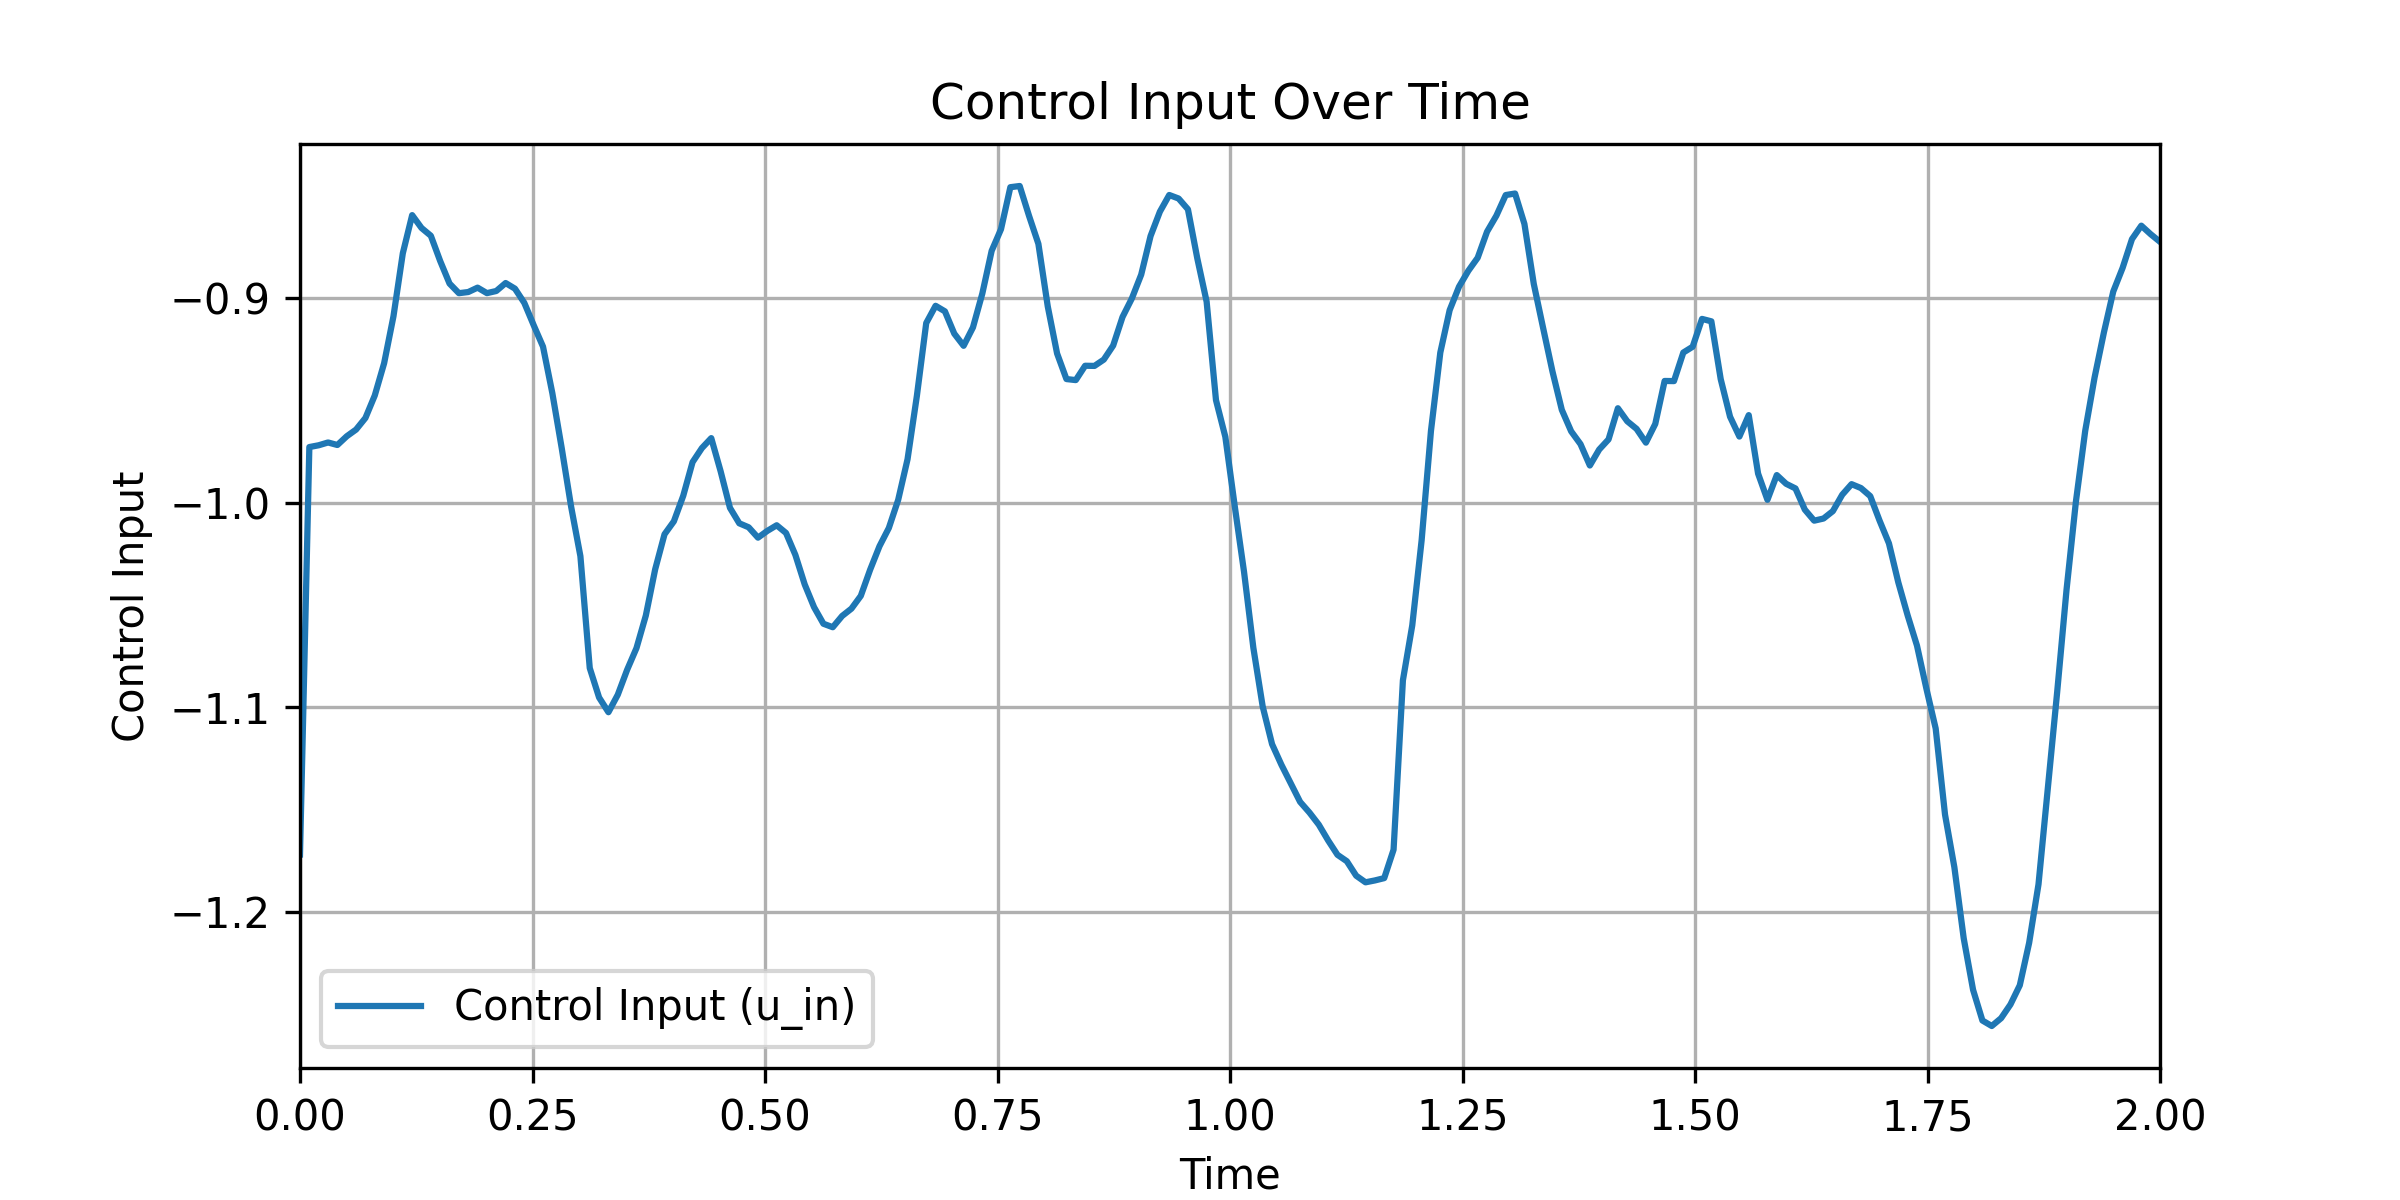 Control Input Over Time
Control Input
−0.9
−1.0
−1.1
−1.2
Control Input (u_in)
0.00 0.25 0.50 0.75 1.00 1.25 1.50 1.75 2.00
Time